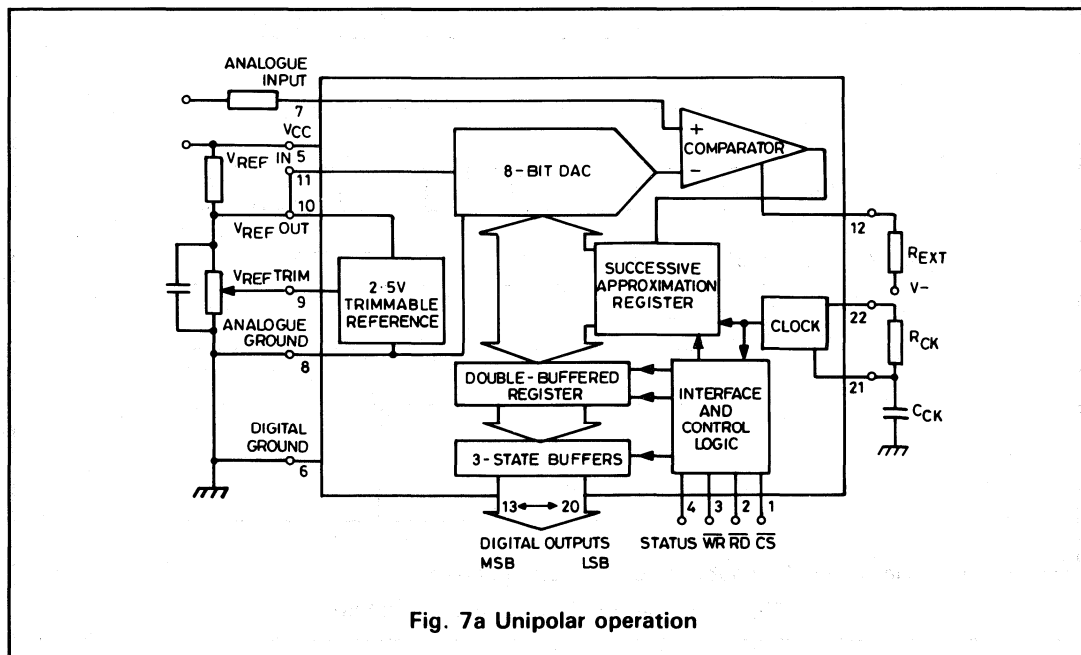 ANALOGUE
INPUT
7
VCC
5
VREF IN
11
10
VREF OUT
VREF TRIM
9
ANALOGUE
GROUND
8
DIGITAL
GROUND
6
8-BIT DAC
+
COMPARATOR
−
2·5V
TRIMMABLE
REFERENCE
SUCCESSIVE
APPROXIMATION
REGISTER
CLOCK
DOUBLE-BUFFERED
REGISTER
INTERFACE
AND
CONTROL
LOGIC
3-STATE BUFFERS
12
REXT
V-
22
RCK
21
CCK
13 20
4 3 2 1
DIGITAL OUTPUTS
MSB LSB
STATUS W̅R̅ R̅D̅ C̅S̅
Fig. 7a Unipolar operation